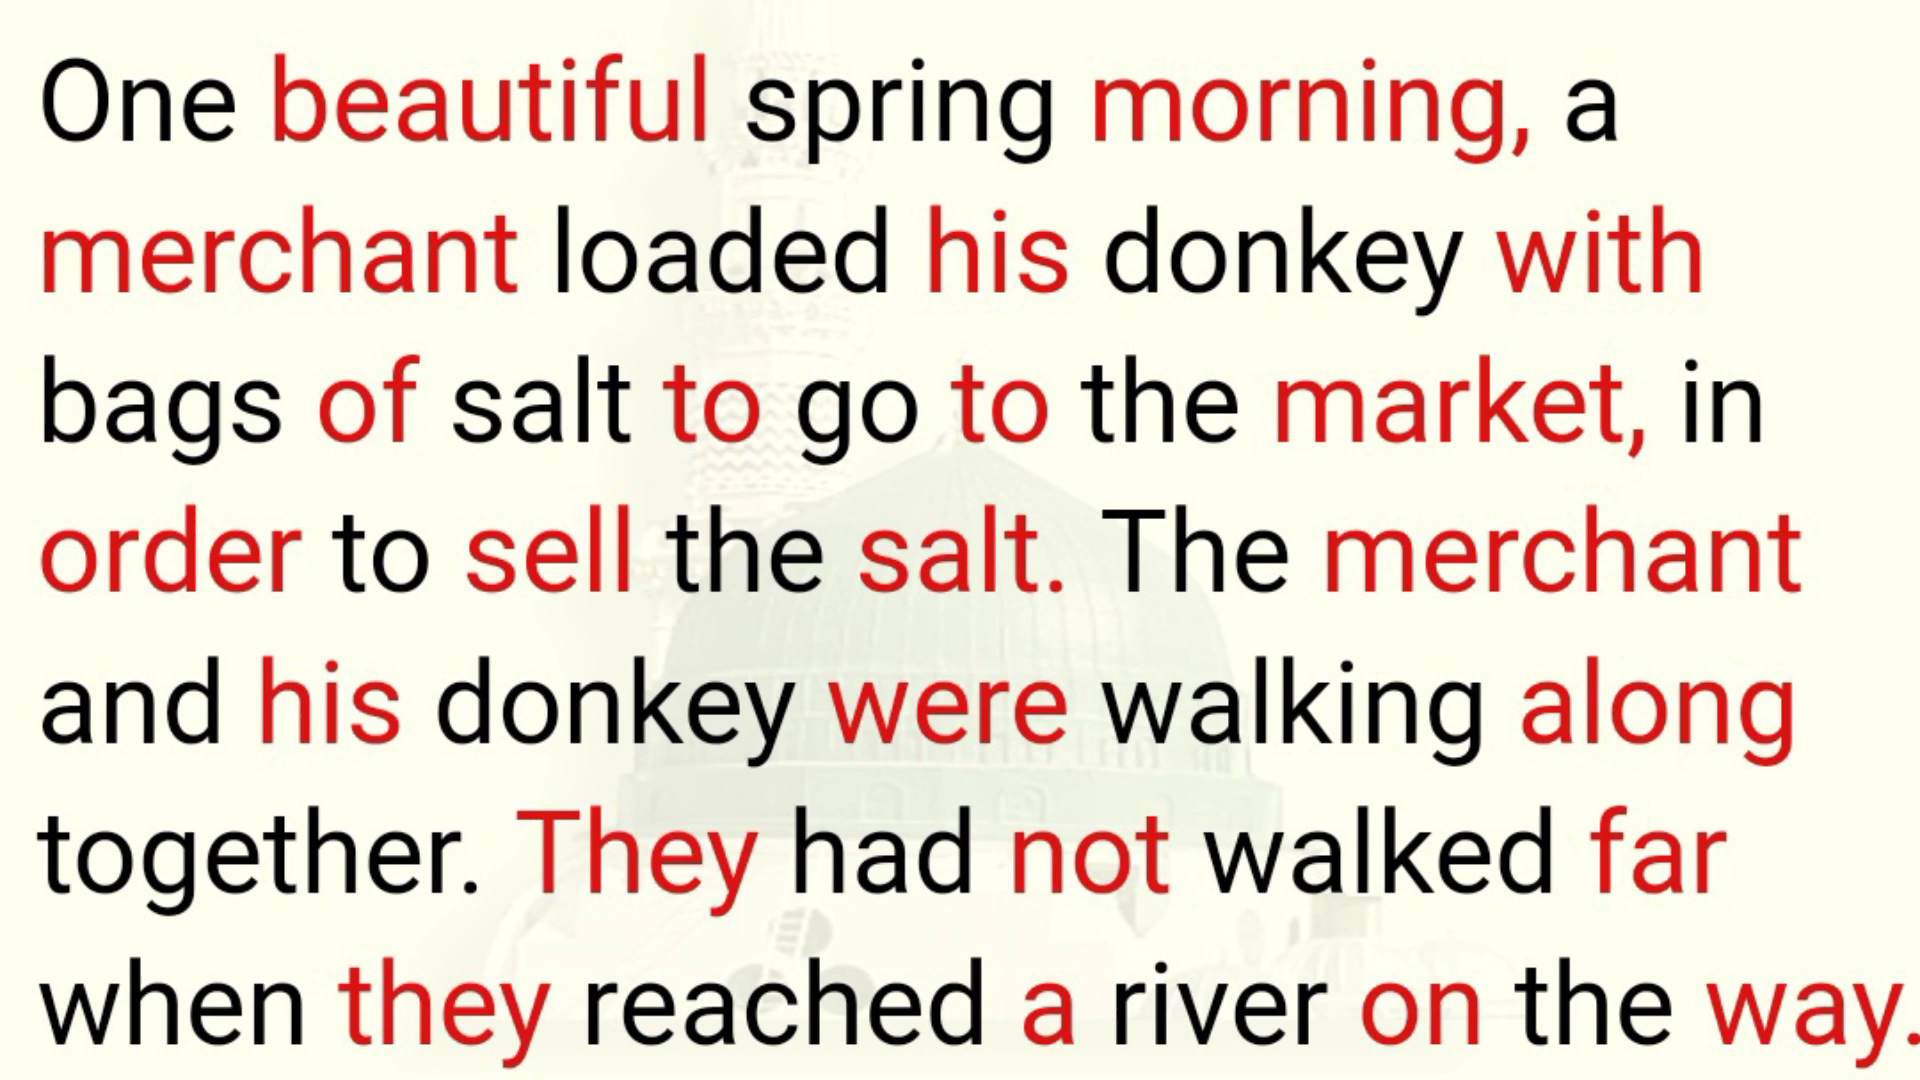 One beautiful spring morning, a
merchant loaded his donkey with
bags of salt to go to the market, in
order to sell the salt. The merchant
and his donkey were walking along
together. They had not walked far
when they reached a river on the way.